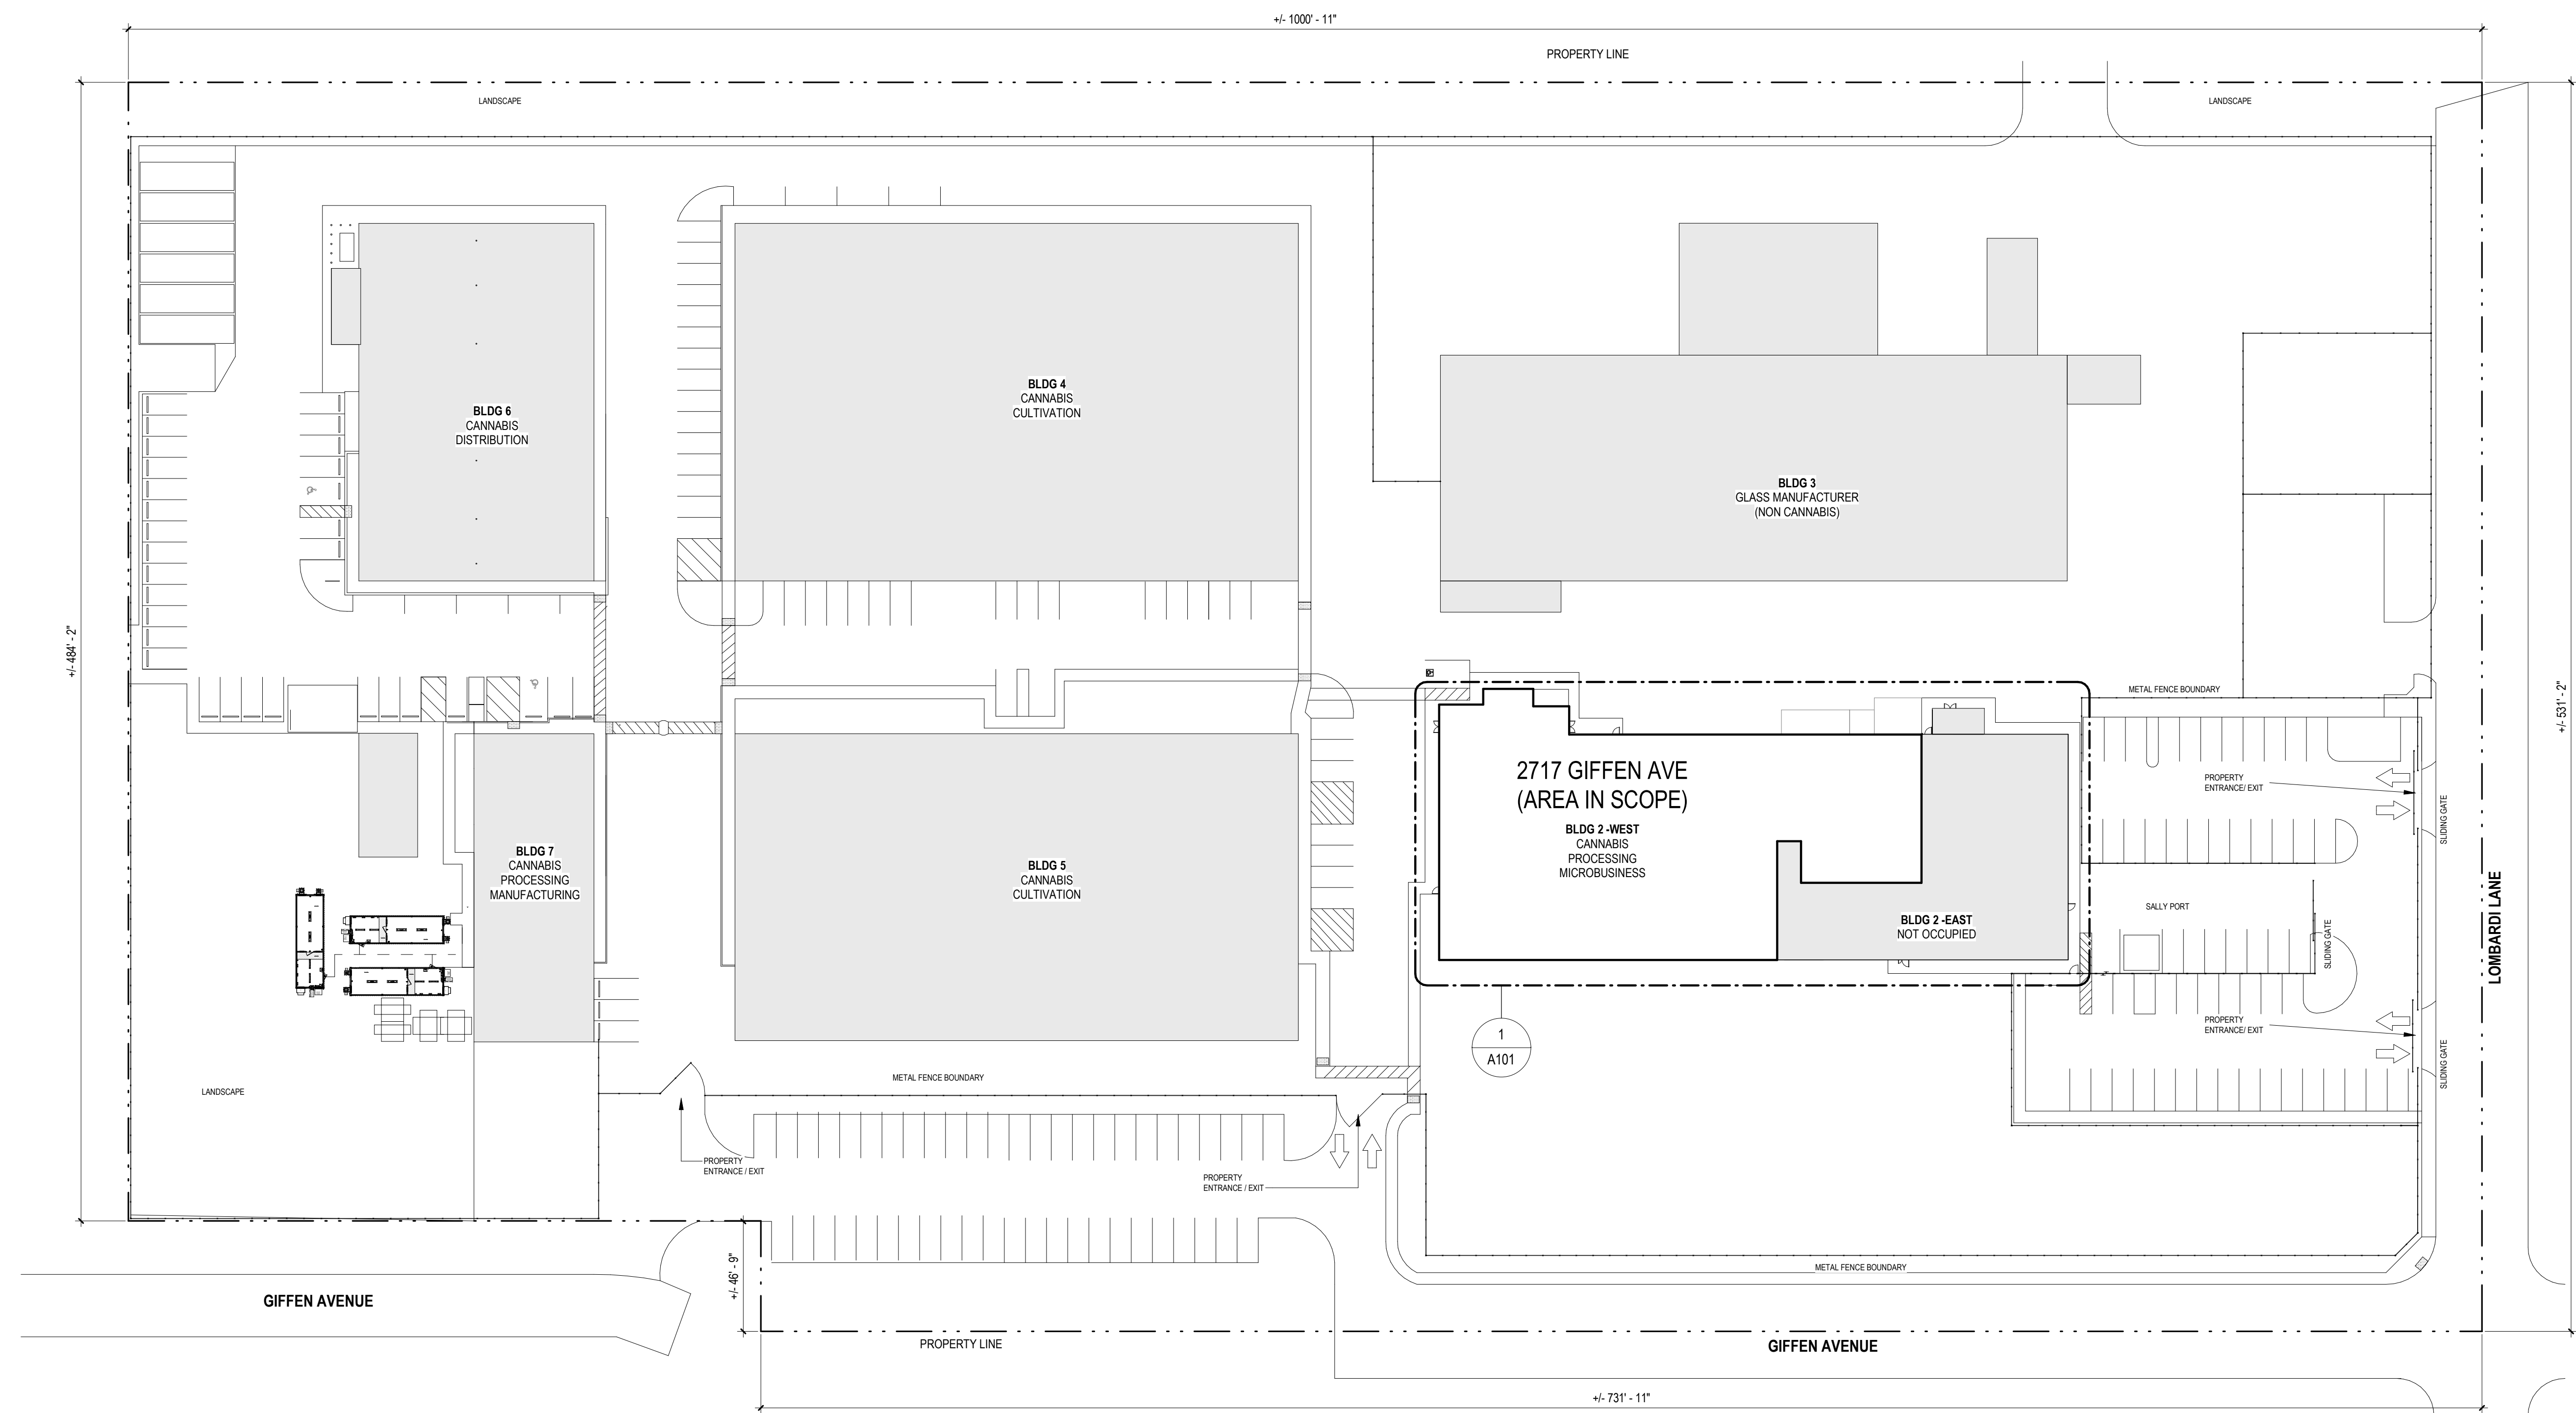 +/- 1000' - 11"
PROPERTY LINE
LANDSCAPE
LANDSCAPE
BLDG 4
CANNABIS
CULTIVATION
BLDG 6
CANNABIS
DISTRIBUTION
BLDG 3
GLASS MANUFACTURER
(NON CANNABIS)
+/- 484' - 2"
+/- 531' - 2"
METAL FENCE BOUNDARY
2717 GIFFEN AVE
(AREA IN SCOPE)
BLDG 2 -WEST
CANNABIS
PROCESSING
MICROBUSINESS
PROPERTY
ENTRANCE/ EXIT
SLIDING GATE
BLDG 7
CANNABIS
PROCESSING
MANUFACTURING
BLDG 5
CANNABIS
CULTIVATION
BLDG 2 -EAST
NOT OCCUPIED
SALLY PORT
SLIDING GATE
LOMBARDI LANE
PROPERTY
ENTRANCE/ EXIT
SLIDING GATE
1
A101
METAL FENCE BOUNDARY
LANDSCAPE
PROPERTY
ENTRANCE / EXIT
PROPERTY
ENTRANCE / EXIT
+/- 46' - 9"
METAL FENCE BOUNDARY
GIFFEN AVENUE
PROPERTY LINE
GIFFEN AVENUE
+/- 731' - 11"